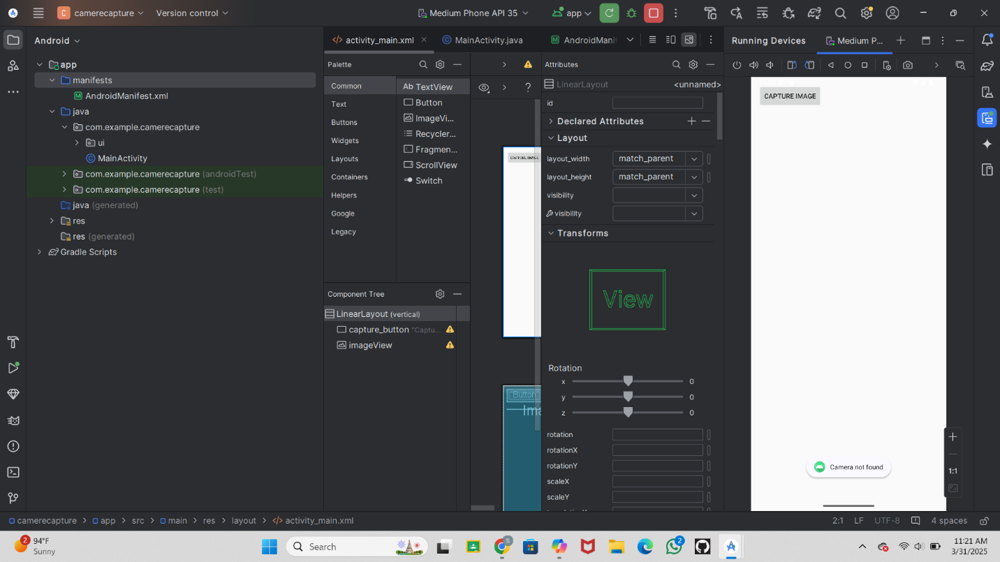 C camerecapture
Version control
Medium Phone API 35
app
Android
app
manifests
AndroidManifest.xml
java
com.example.camerecapture
ui
MainActivity
com.example.camerecapture (androidTest)
com.example.camerecapture (test)
java (generated)
res
res (generated)
Gradle Scripts
activity_main.xml
MainActivity.java
AndroidManif
Palette
Common
Text
Buttons
Widgets
Layouts
Containers
Helpers
Google
Legacy
Ab TextView
Button
ImageVi...
Recycler...
Fragmen...
ScrollView
Switch
Component Tree
LinearLayout (vertical)
capture_button "Captu...
imageView
?
CAPTURE IMAGE
Button
Ima
Attributes
LinearLayout <unnamed>
id
Declared Attributes
Layout
layout_width match_parent
layout_height match_parent
visibility
visibility
Transforms
View
Rotation
x 0
y 0
z 0
rotation
rotationX
rotationY
scaleX
scaleY
Running Devices
Medium P...
CAPTURE IMAGE
Camera not found
1:1
camerecapture > app > src > main > res > layout > activity_main.xml
2:1 LF UTF-8 4 spaces
2
94°F
Sunny
Search
S
2
11:21 AM
3/31/2025